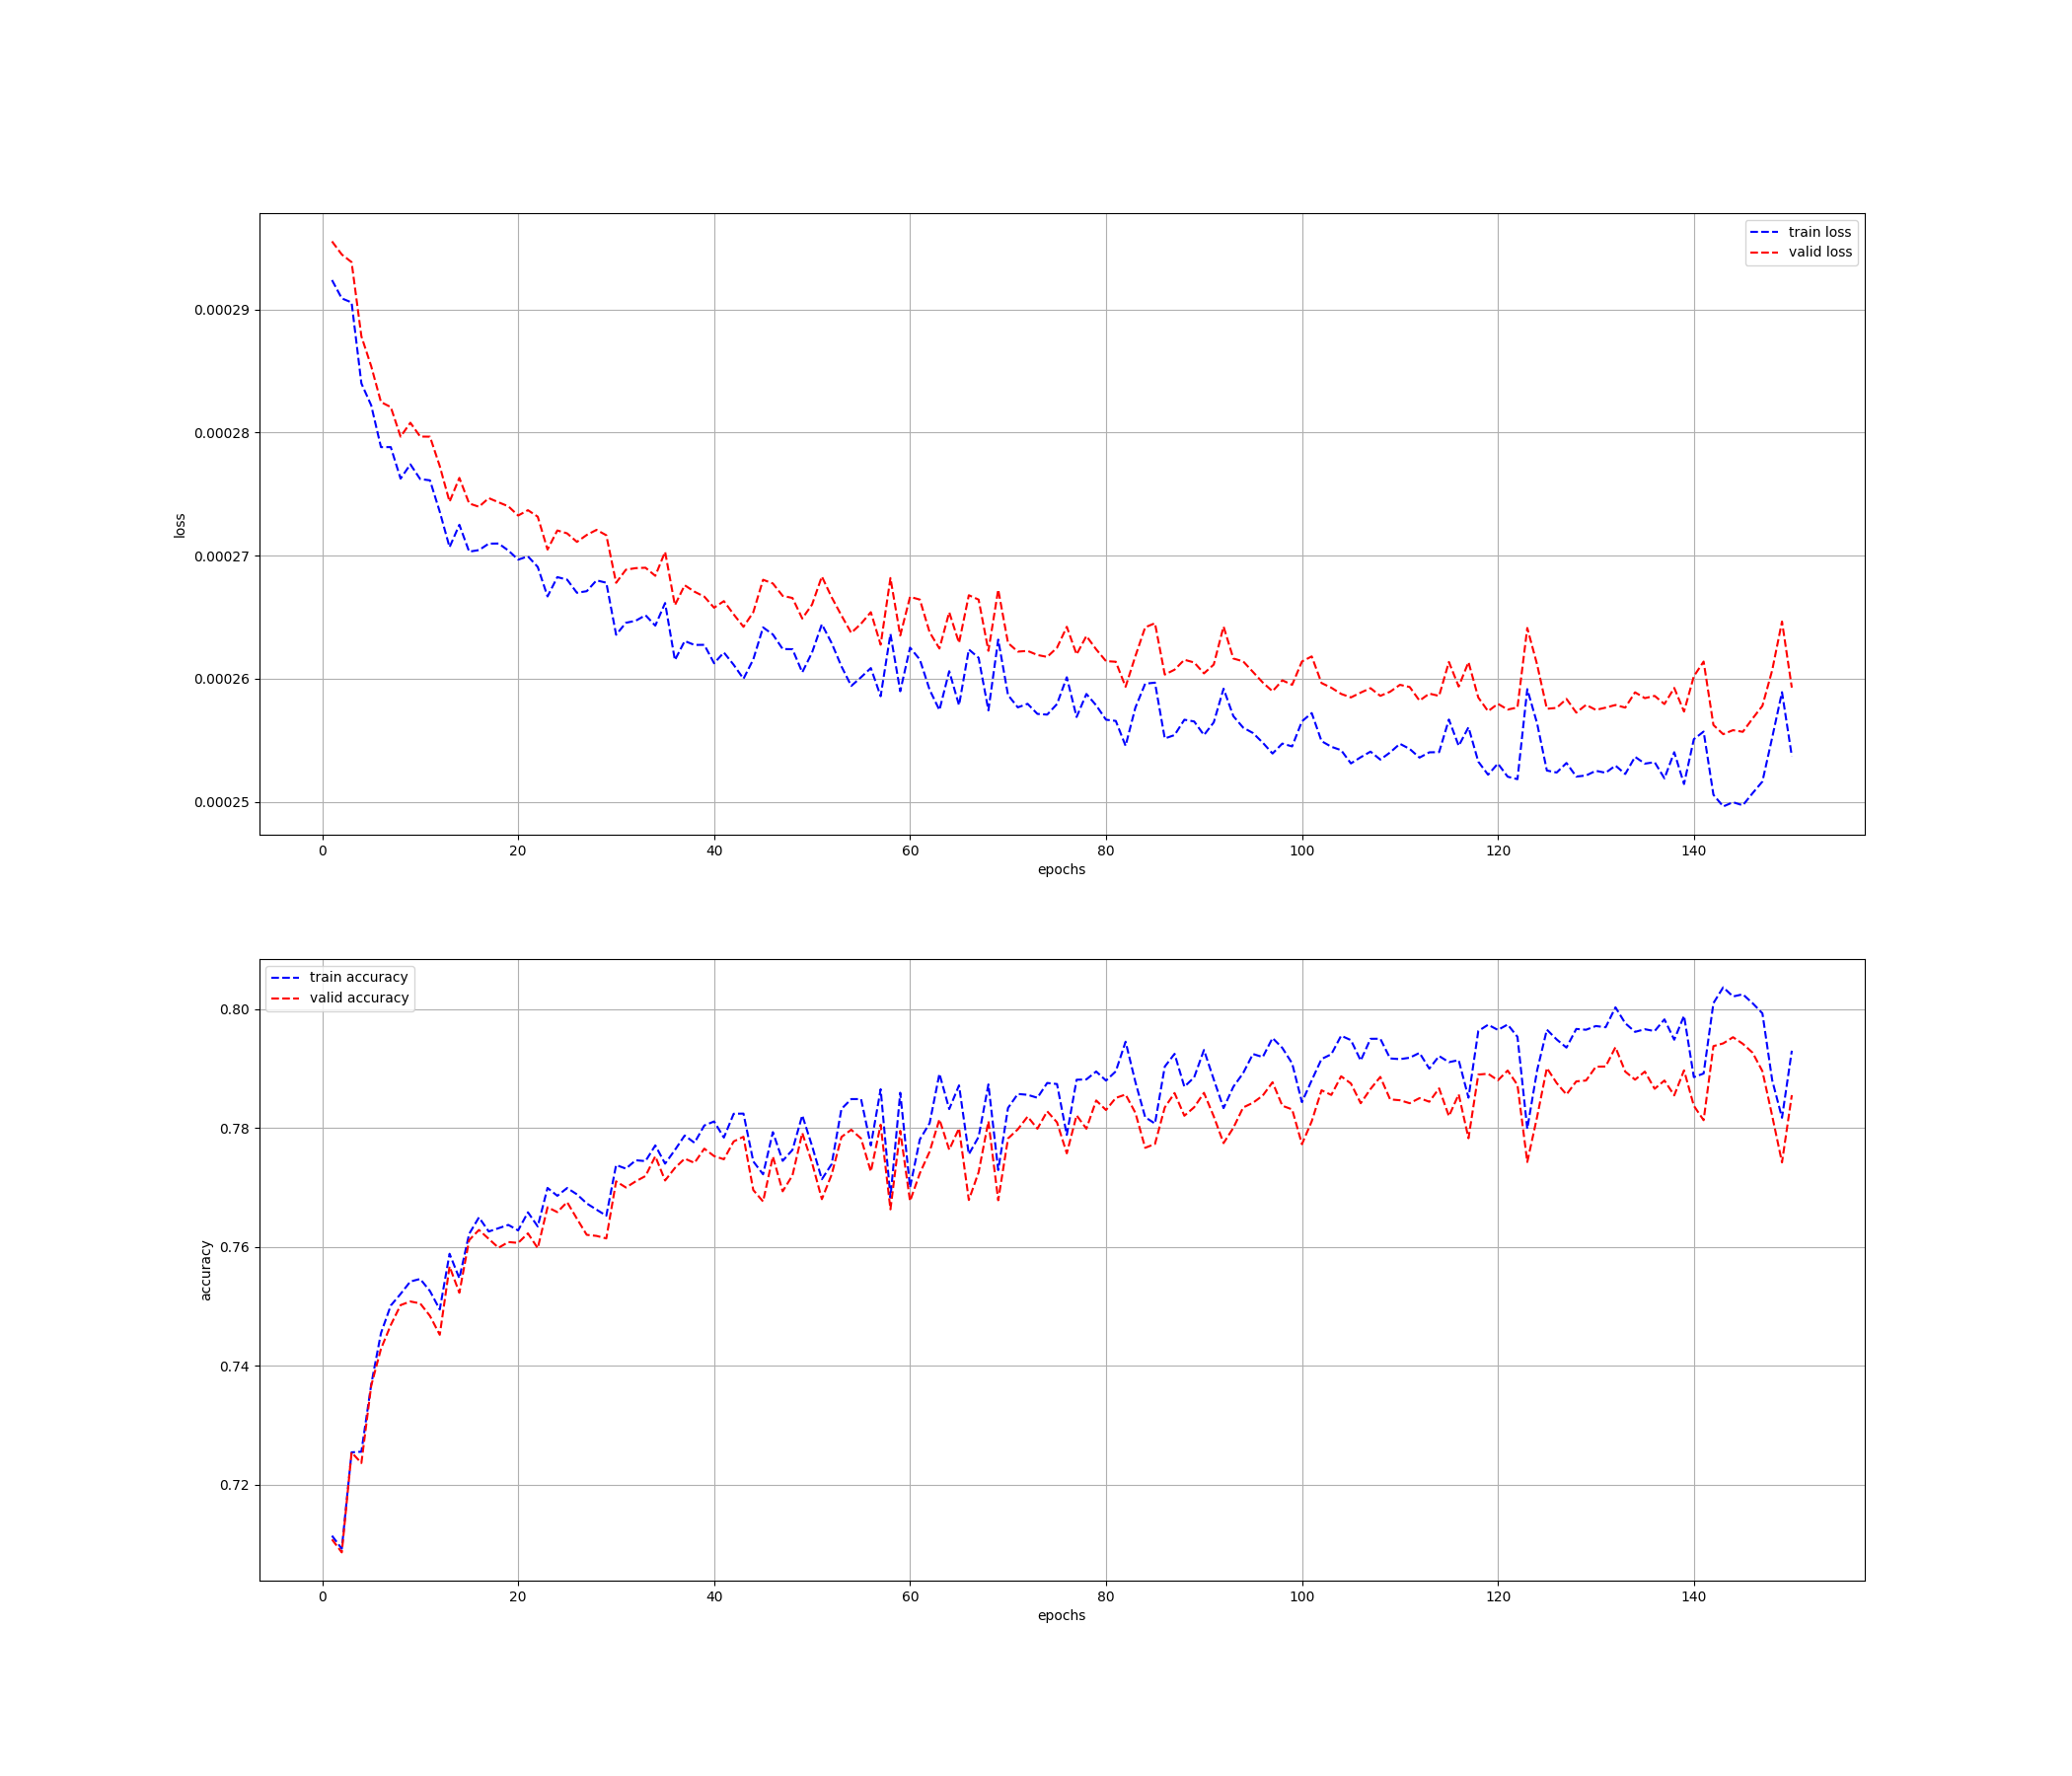 train loss
valid loss
0.00029
0.00028
0.00027
0.00026
0.00025
loss
0 20 40 60 80 100 120 140
epochs
train accuracy
valid accuracy
0.80
0.78
0.76
0.74
0.72
accuracy
0 20 40 60 80 100 120 140
epochs